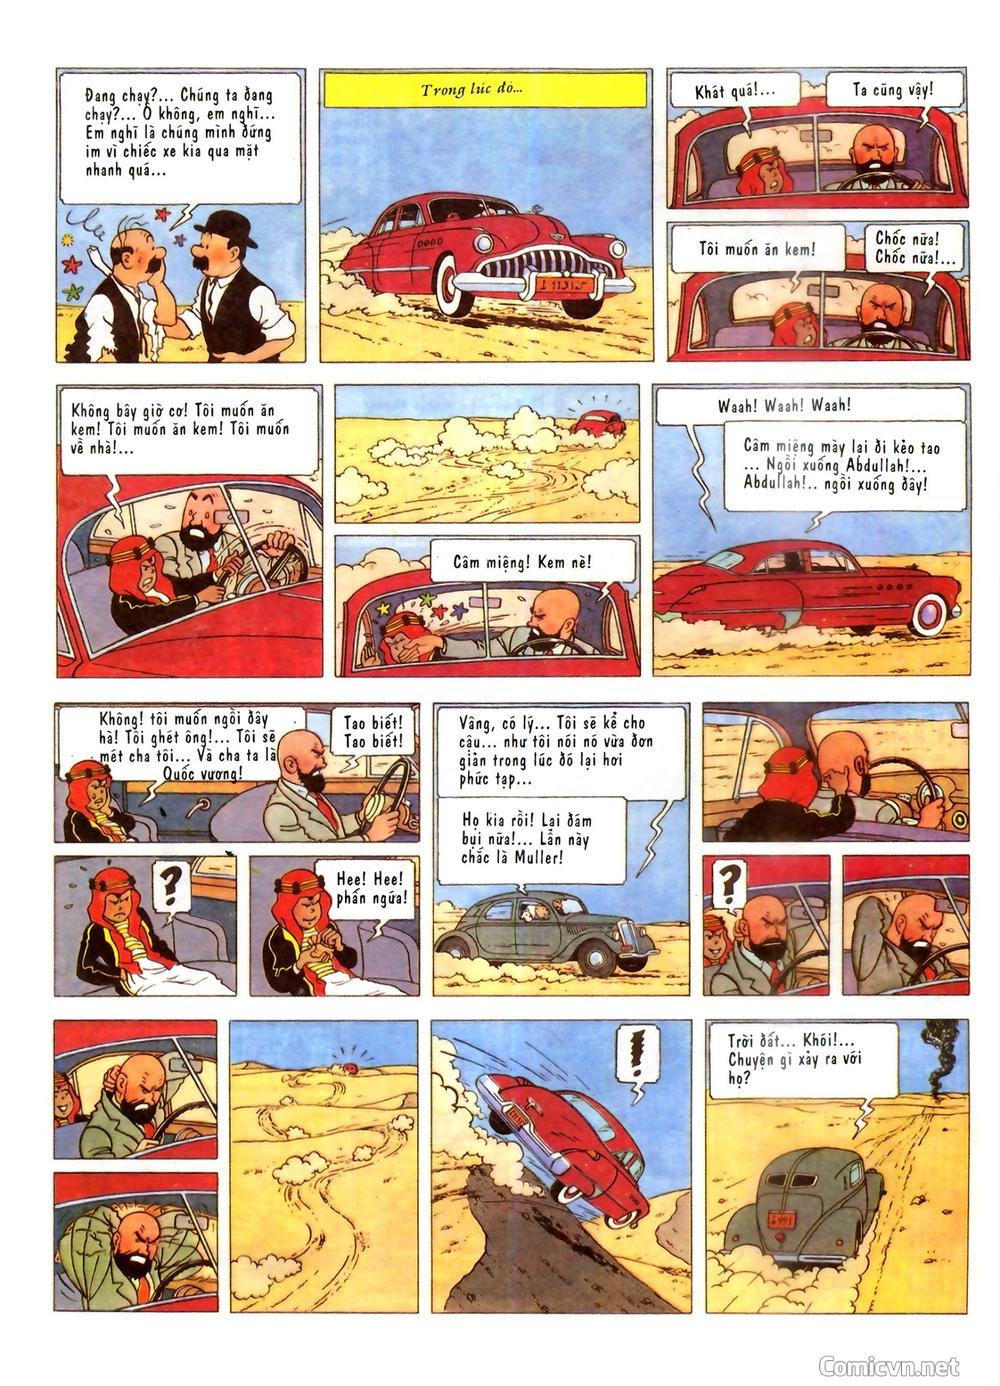 Đang chạy?... Chúng ta đang
chạy?... Ồ không, em nghĩ...
Em nghĩ là chúng mình đứng
im vì chiếc xe kia qua mặt
nhanh quá...
Trong lúc đó...
Khát quá!...
Ta cũng vậy!
Tôi muốn ăn kem!
Chốc nữa!
Chốc nữa!...
Không bây giờ cơ! Tôi muốn ăn
kem! Tôi muốn ăn kem! Tôi muốn
về nhà!...
Câm miệng! Kem nè!
Waah! Waah! Waah!
Câm miệng mày lại đi kẻo tao
... Ngồi xuống Abdullah!...
Abdullah!.. ngồi xuống đây!
Không! tôi muốn ngồi đây
hà! Tôi ghét ông!... Tôi sẽ
mét cha tôi... Và cha ta là
Quốc vương!
Tao biết!
Tao biết!
?
Hee! Hee!
phấn ngứa!
Vâng, có lý... Tôi sẽ kể cho
cậu... như tôi nói nó vừa đơn
giản trong lúc đó lại hơi
phức tạp...
Họ kia rồi! Lại đám
bụi nữa!... Lần này
chắc là Muller!
?
!
Trời đất... Khói!...
Chuyện gì xảy ra với
họ?
Comicvn.net